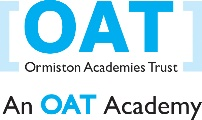 [OAT]
Ormiston Academies Trust
An OAT Academy